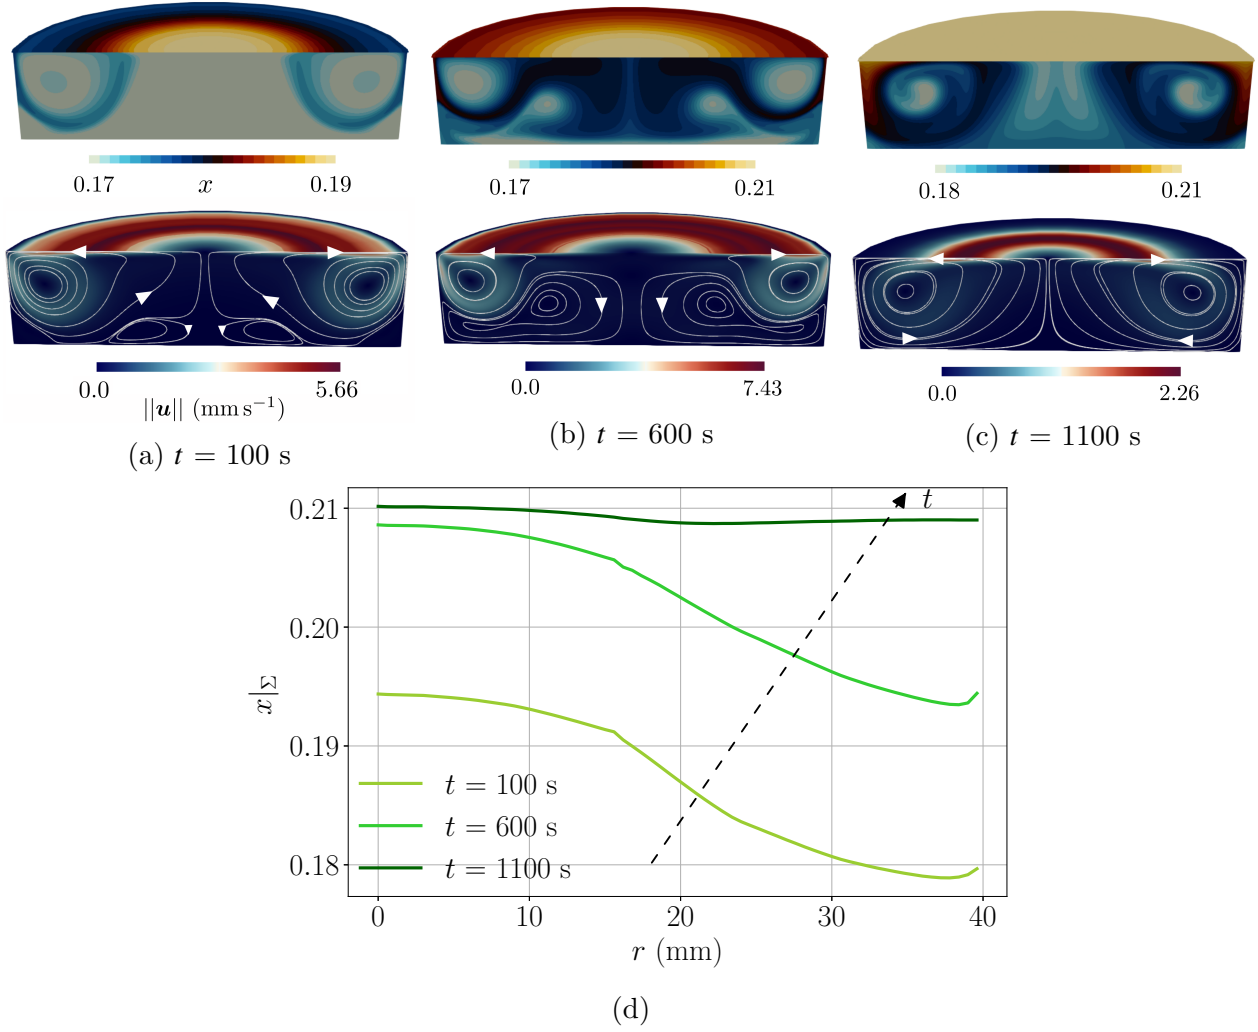 0.17 x 0.19
0.17 0.21
0.18 0.21
0.0 5.66
||u|| (mm s⁻¹)
0.0 7.43
0.0 2.26
(a) t = 100 s
(b) t = 600 s
(c) t = 1100 s
t
0.21
0.20
0.19
0.18
x|Σ
t = 100 s
t = 600 s
t = 1100 s
0 10 20 30 40
r (mm)
(d)